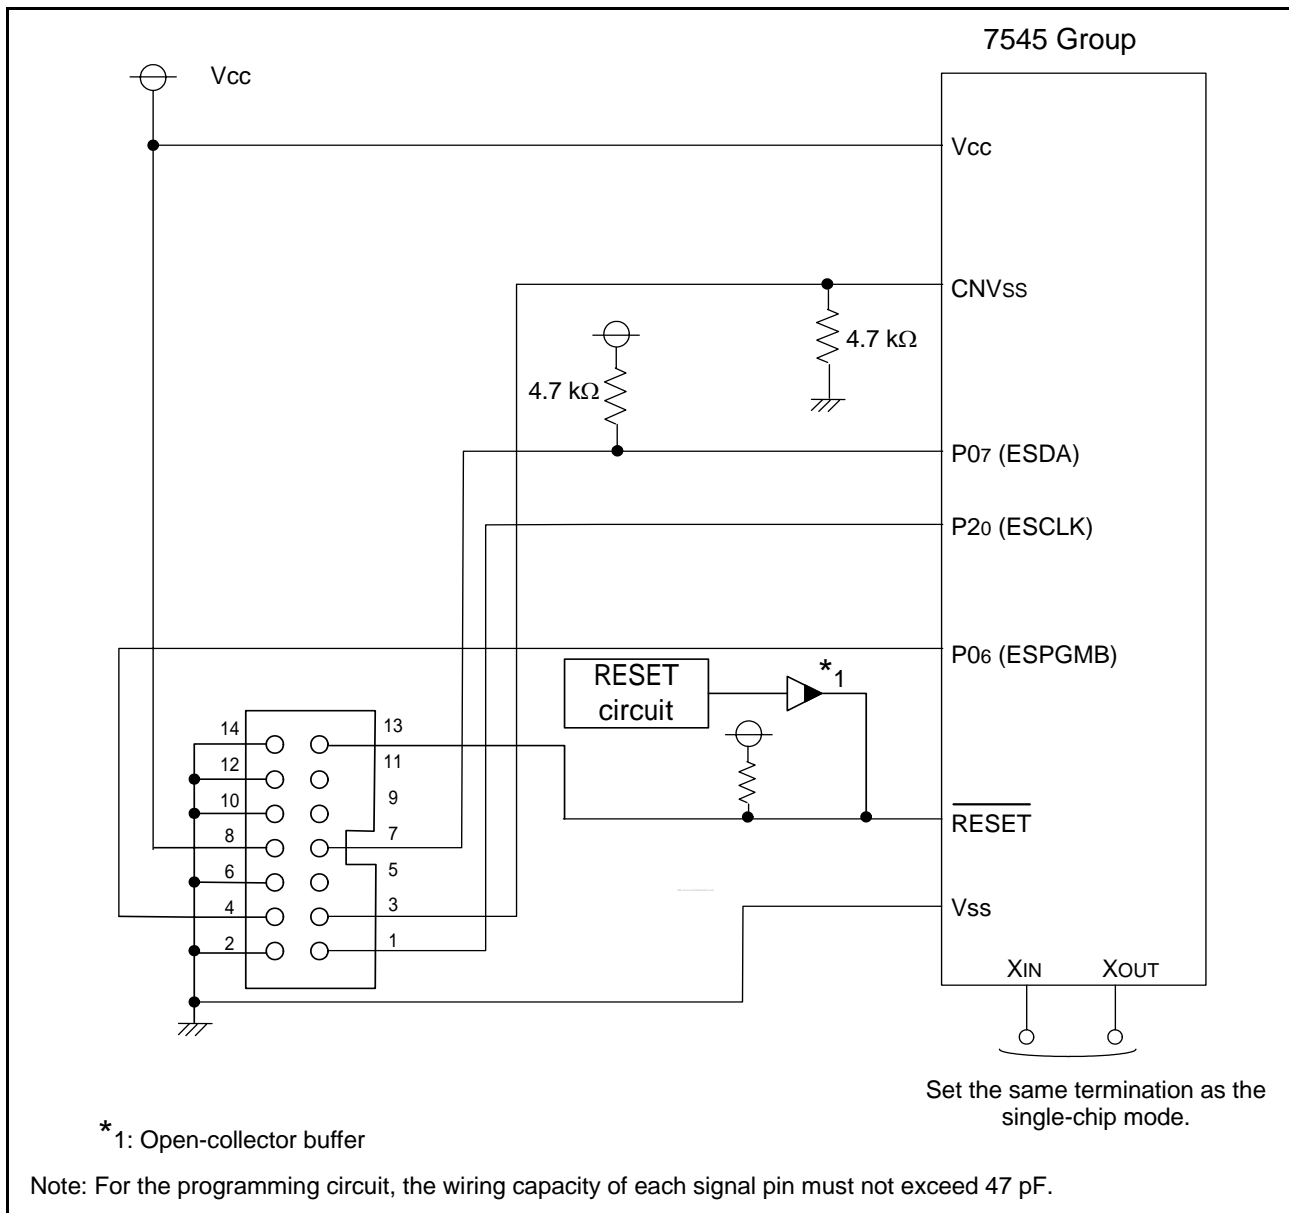 7545 Group
Vcc
Vcc
CNVss
4.7 kΩ
4.7 kΩ
P07 (ESDA)
P20 (ESCLK)
P06 (ESPGMB)
RESET
circuit
*1
14
13
12
11
10
9
8
7
6
5
4
3
2
1
RESET
Vss
XIN
XOUT
Set the same termination as the
single-chip mode.
*1: Open-collector buffer
Note: For the programming circuit, the wiring capacity of each signal pin must not exceed 47 pF.